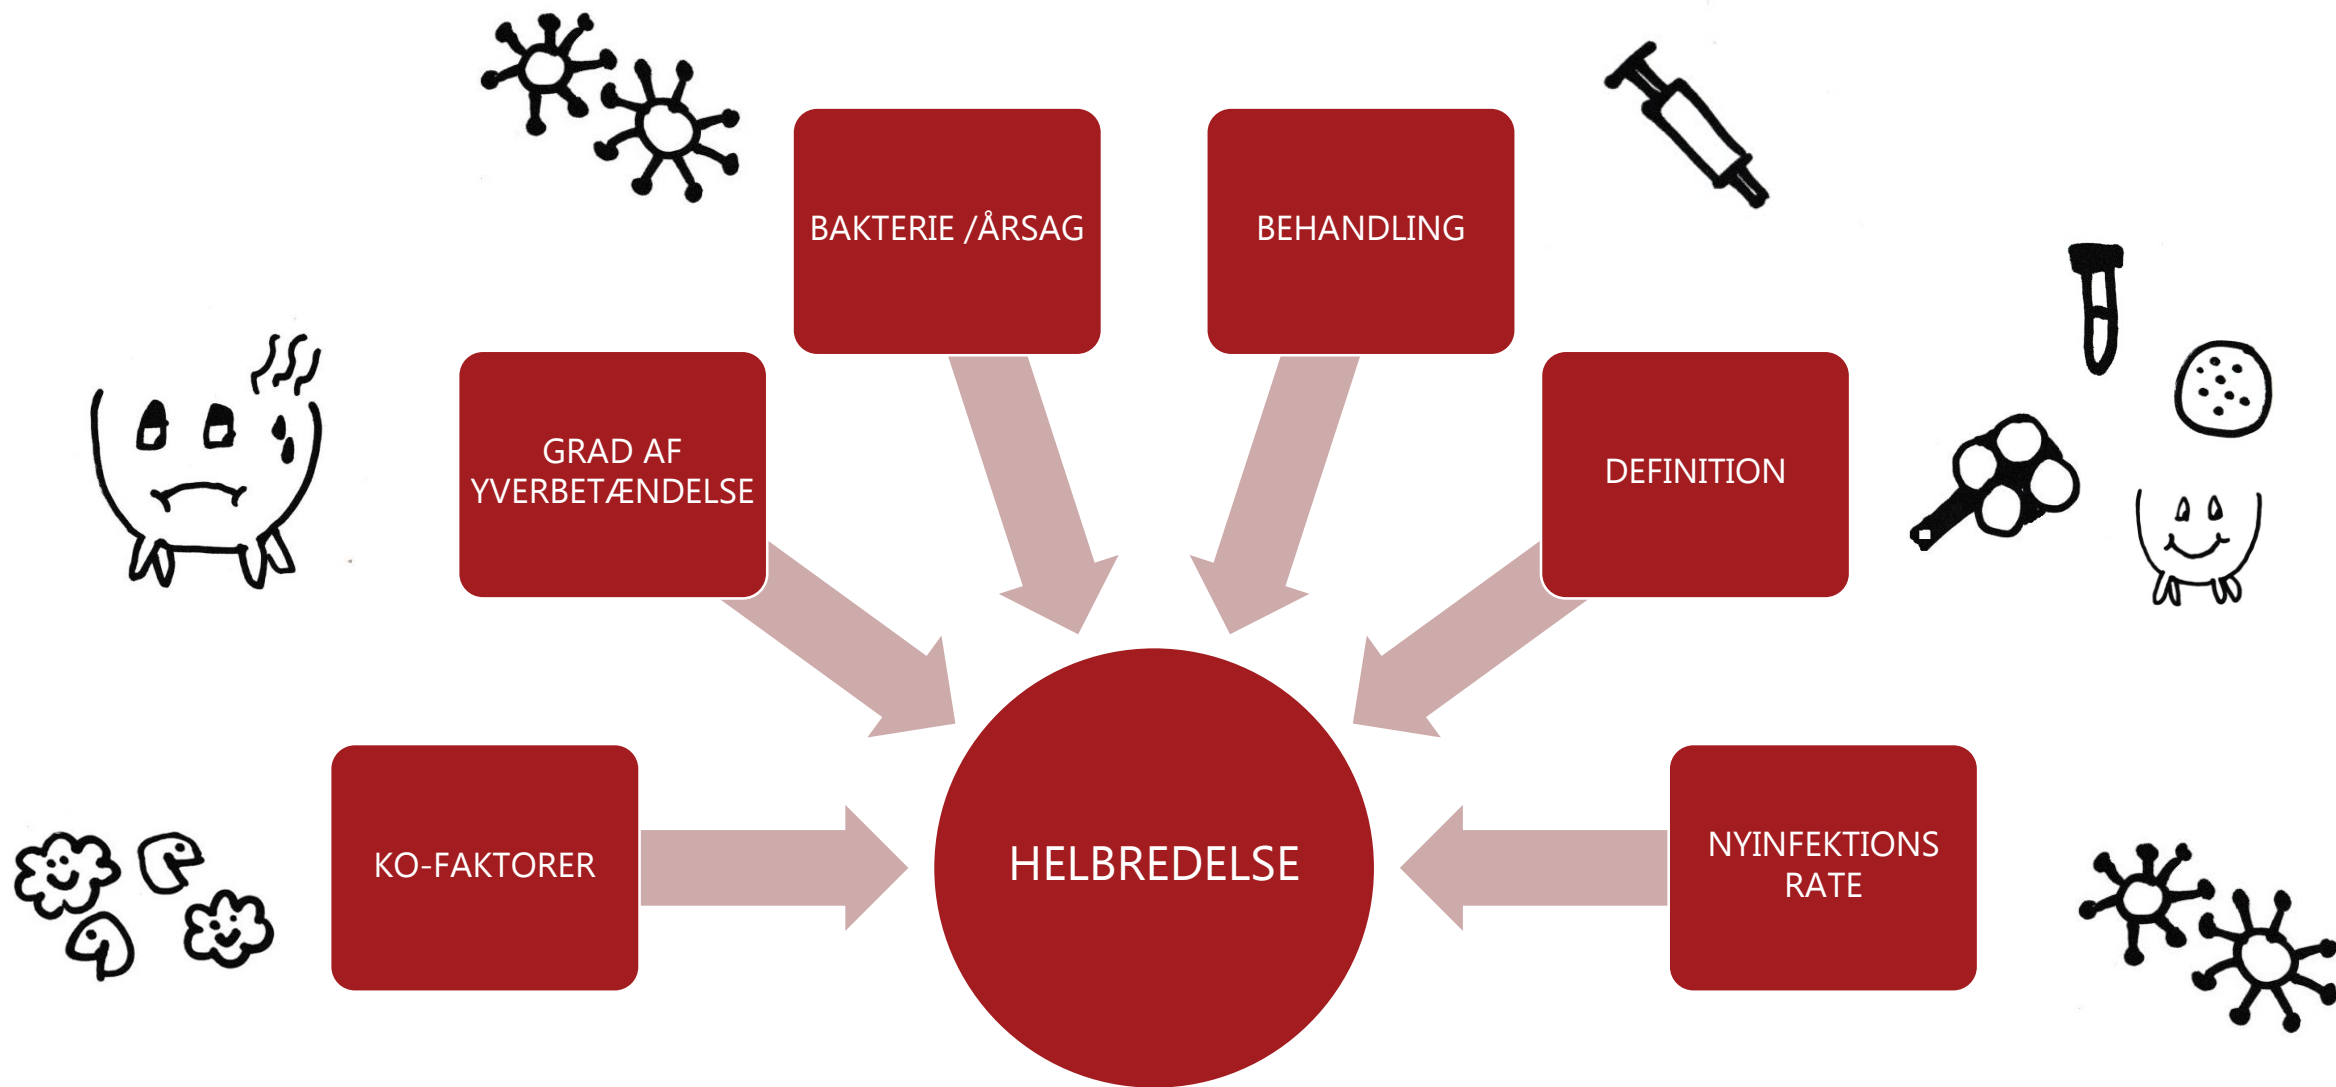 BAKTERIE /ÅRSAG
BEHANDLING
GRAD AF
YVERBETÆNDELSE
DEFINITION
KO-FAKTORER
HELBREDELSE
NYINFEKTIONS
RATE